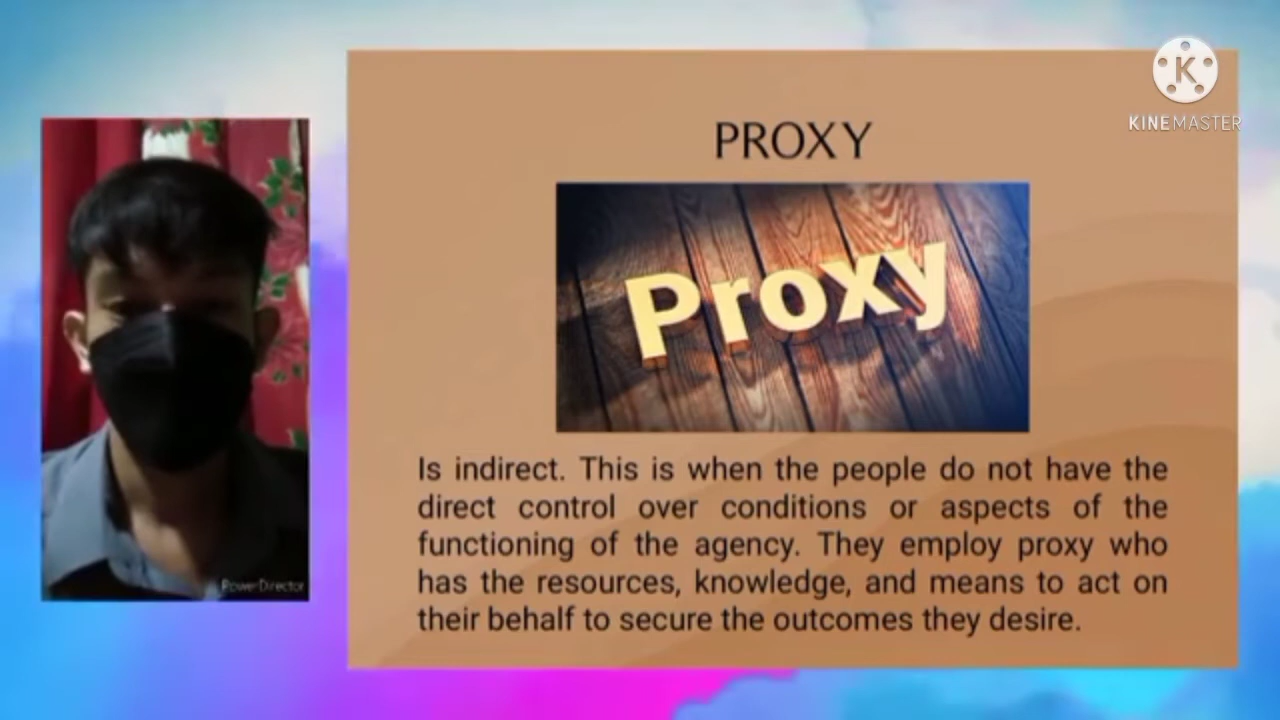 K
KINEMASTER
PROXY
Proxy
Is indirect. This is when the people do not have the
direct control over conditions or aspects of the
functioning of the agency. They employ proxy who
has the resources, knowledge, and means to act on
their behalf to secure the outcomes they desire.
PowerDirector